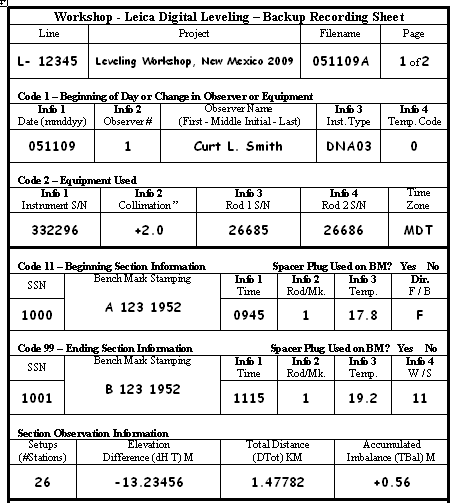 Workshop - Leica Digital Leveling – Backup Recording Sheet
Line Project Filename Page
L- 12345 Leveling Workshop, New Mexico 2009 051109A 1 of 2
Code 1 – Beginning of Day or Change in Observer or Equipment
Info 1 Info 2 Observer Name Info 3 Info 4
Date (mmddyy) Observer # (First - Middle Initial - Last) Inst. Type Temp. Code
051109 1 Curt L. Smith DNA03 0
Code 2 – Equipment Used
Info 1 Info 2 Info 3 Info 4 Time
Instrument S/N Collimation ” Rod 1 S/N Rod 2 S/N Zone
332296 +2.0 26685 26686 MDT
Code 11 – Beginning Section Information Spacer Plug Used on BM? Yes No
SSN Bench Mark Stamping Info 1 Info 2 Info 3 Dir.
Time Rod/Mk. Temp. F / B
1000 A 123 1952 0945 1 17.8 F
Code 99 – Ending Section Information Spacer Plug Used on BM? Yes No
SSN Bench Mark Stamping Info 1 Info 2 Info 3 Info 4
Time Rod/Mk. Temp. W / S
1001 B 123 1952 1115 1 19.2 11
Section Observation Information
Setups Elevation Total Distance Accumulated
(#Stations) Difference (dH T) M (DTot) KM Imbalance (TBal) M
26 -13.23456 1.47782 +0.56